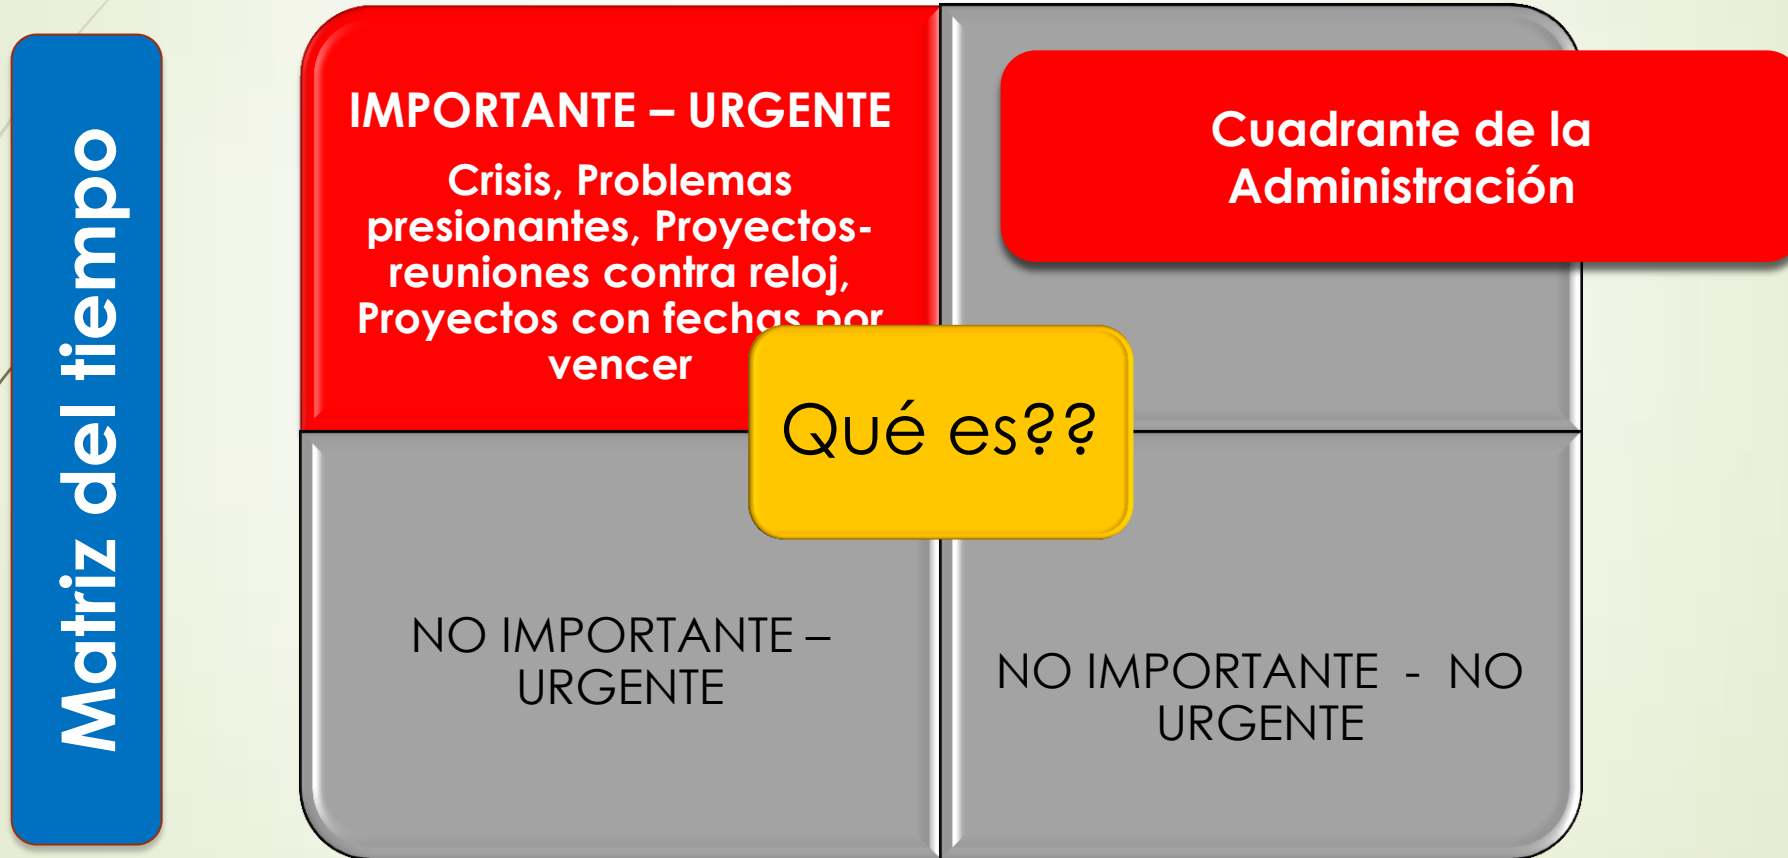 Matriz del tiempo
IMPORTANTE – URGENTE
Crisis, Problemas
presionantes, Proyectos-
reuniones contra reloj,
Proyectos con fechas por
vencer
Cuadrante de la
Administración
Qué es??
NO IMPORTANTE –
URGENTE
NO IMPORTANTE - NO
URGENTE